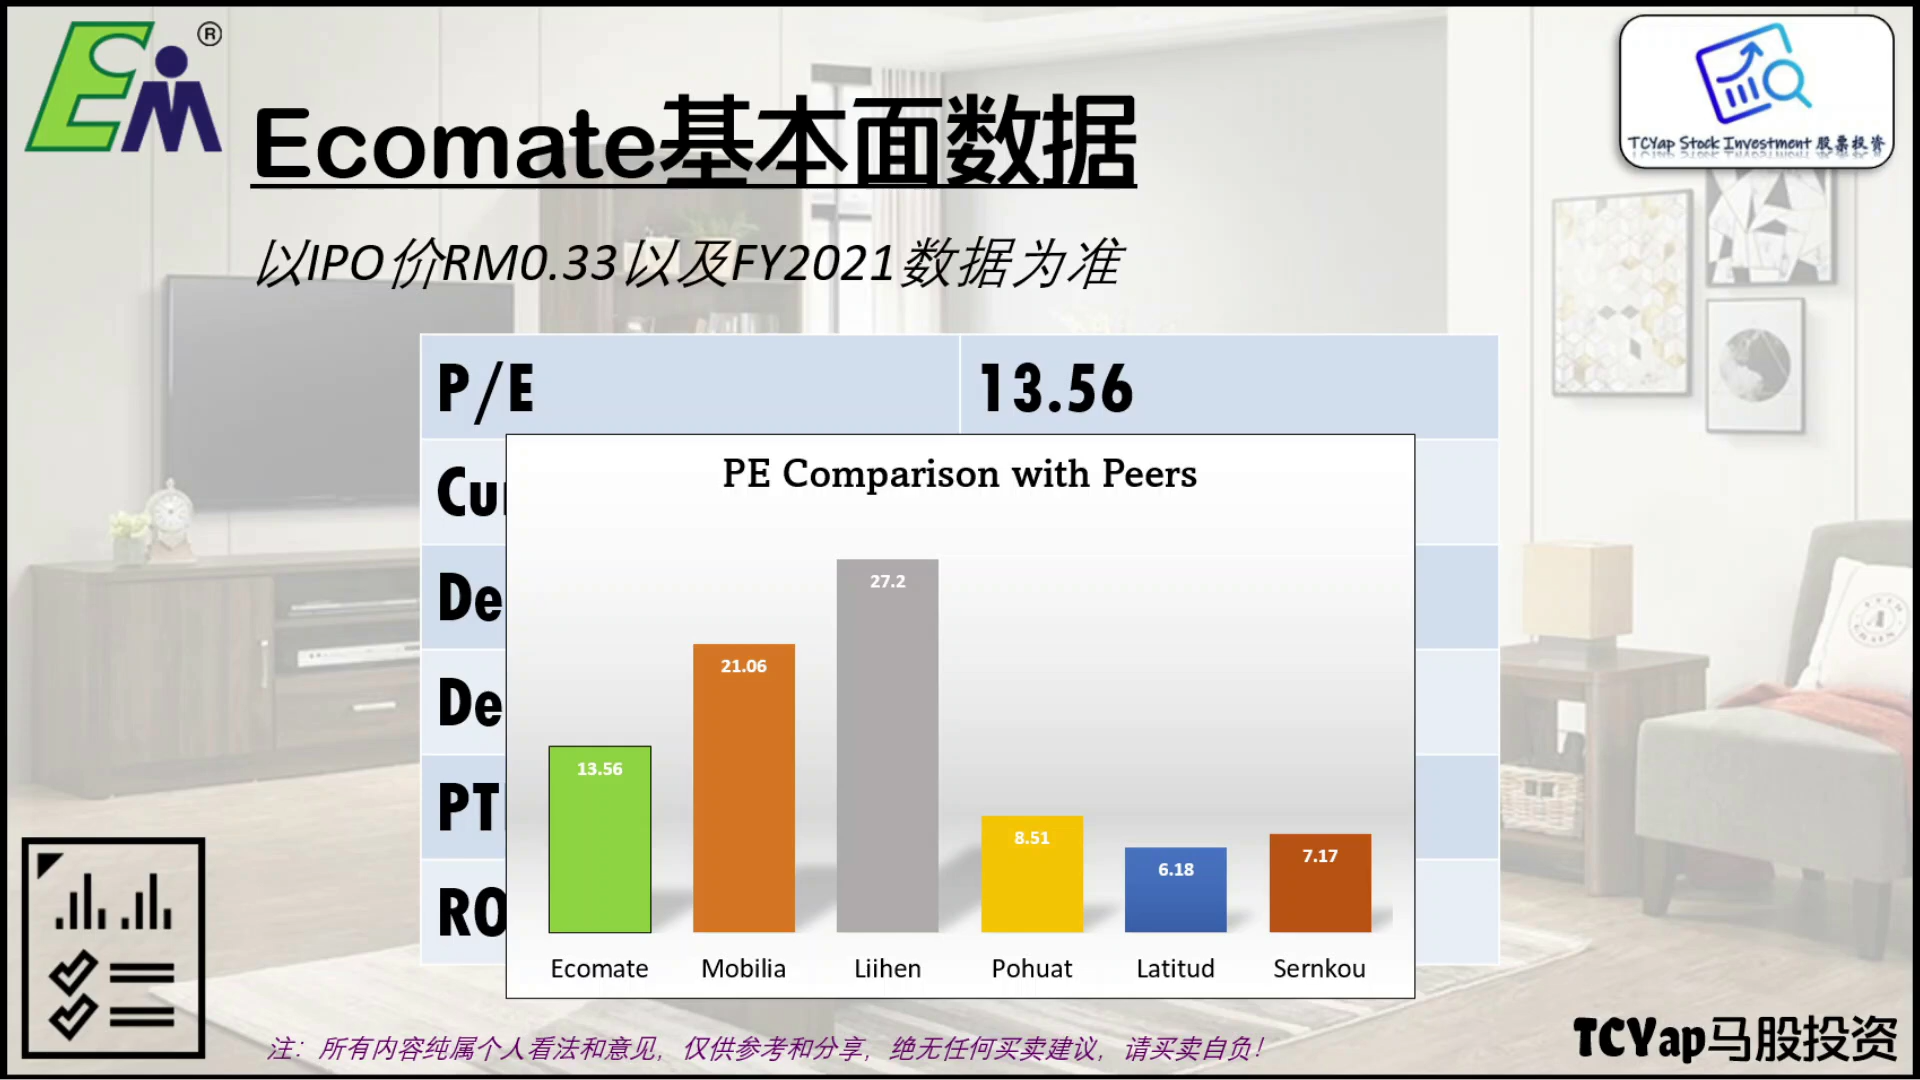 EM®
TCYap Stock Investment 股票投资
Ecomate基本面数据
以IPO价RM0.33以及FY2021数据为准
P/E 13.56
Cu
De
De
PT
RO
PE Comparison with Peers
27.2
21.06
13.56
8.51
7.17
6.18
Ecomate Mobilia Liihen Pohuat Latitud Sernkou
注：所有内容纯属个人看法和意见，仅供参考和分享，绝无任何买卖建议，请买卖自负！
TCYap马股投资